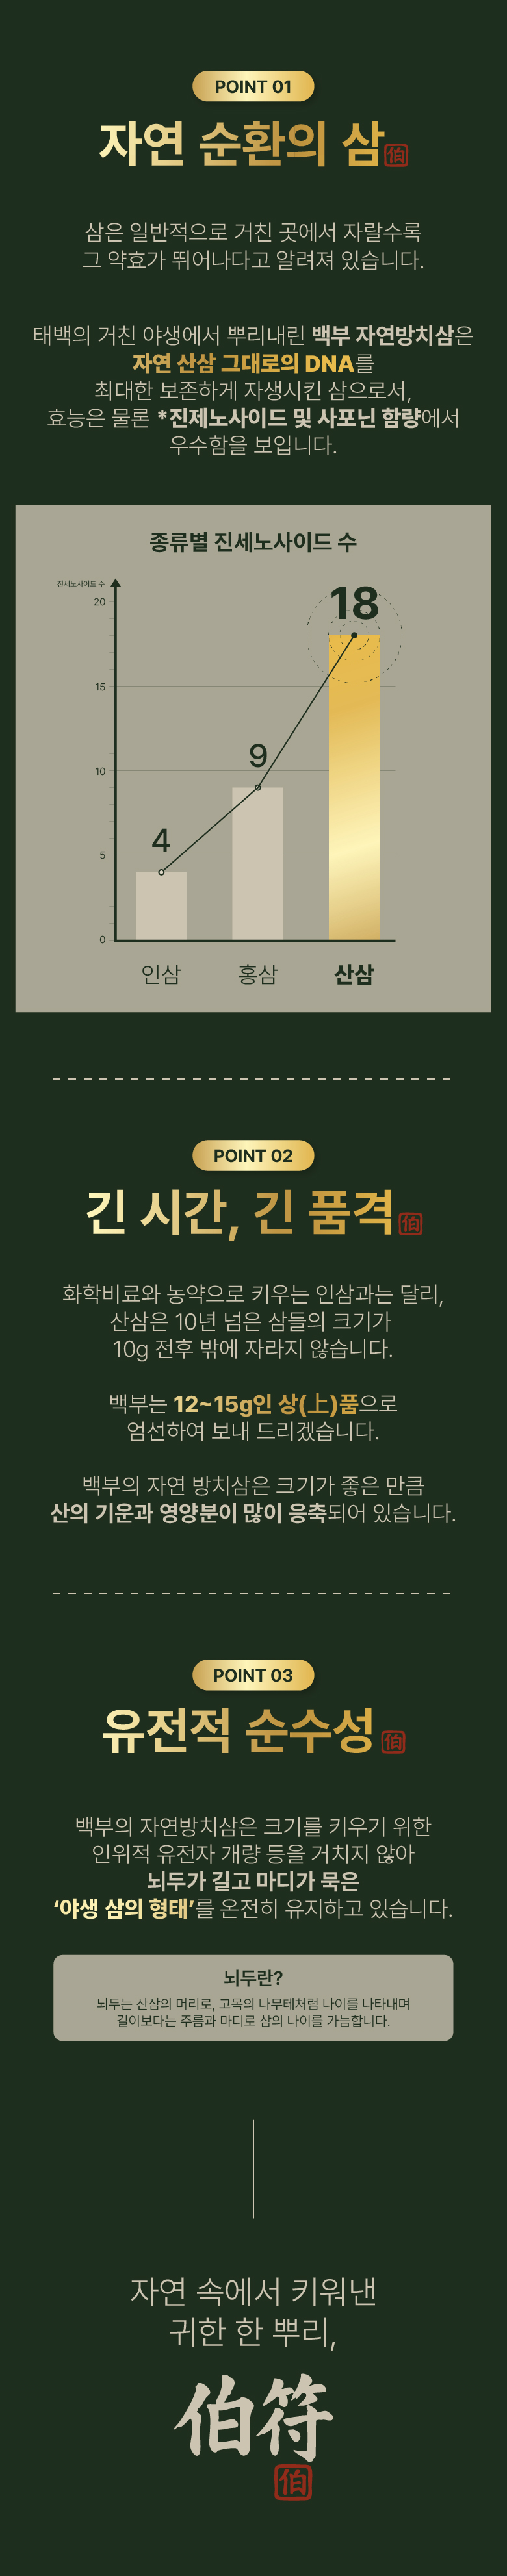 POINT 01
자연 순환의 삼伯
삼은 일반적으로 거친 곳에서 자랄수록
그 약효가 뛰어나다고 알려져 있습니다.
태백의 거친 야생에서 뿌리내린 백부 자연방치삼은
자연 산삼 그대로의 DNA를
최대한 보존하게 자생시킨 삼으로서,
효능은 물론 *진제노사이드 및 사포닌 함량에서
우수함을 보입니다.
종류별 진세노사이드 수
진세노사이드 수
20
15
10
5
0
4
9
18
인삼
홍삼
산삼
POINT 02
긴 시간, 긴 품격伯
화학비료와 농약으로 키우는 인삼과는 달리,
산삼은 10년 넘은 삼들의 크기가
10g 전후 밖에 자라지 않습니다.
백부는 12~15g인 상(上)품으로
엄선하여 보내 드리겠습니다.
백부의 자연 방치삼은 크기가 좋은 만큼
산의 기운과 영양분이 많이 응축되어 있습니다.
POINT 03
유전적 순수성 伯
백부의 자연방치삼은 크기를 키우기 위한
인위적 유전자 개량 등을 거치지 않아
뇌두가 길고 마디가 묵은
‘야생 삼의 형태’를 온전히 유지하고 있습니다.
뇌두란?
뇌두는 산삼의 머리로, 고목의 나무테처럼 나이를 나타내며
길이보다는 주름과 마디로 삼의 나이를 가늠합니다.
자연 속에서 키워낸
귀한 한 뿌리,
伯符
伯